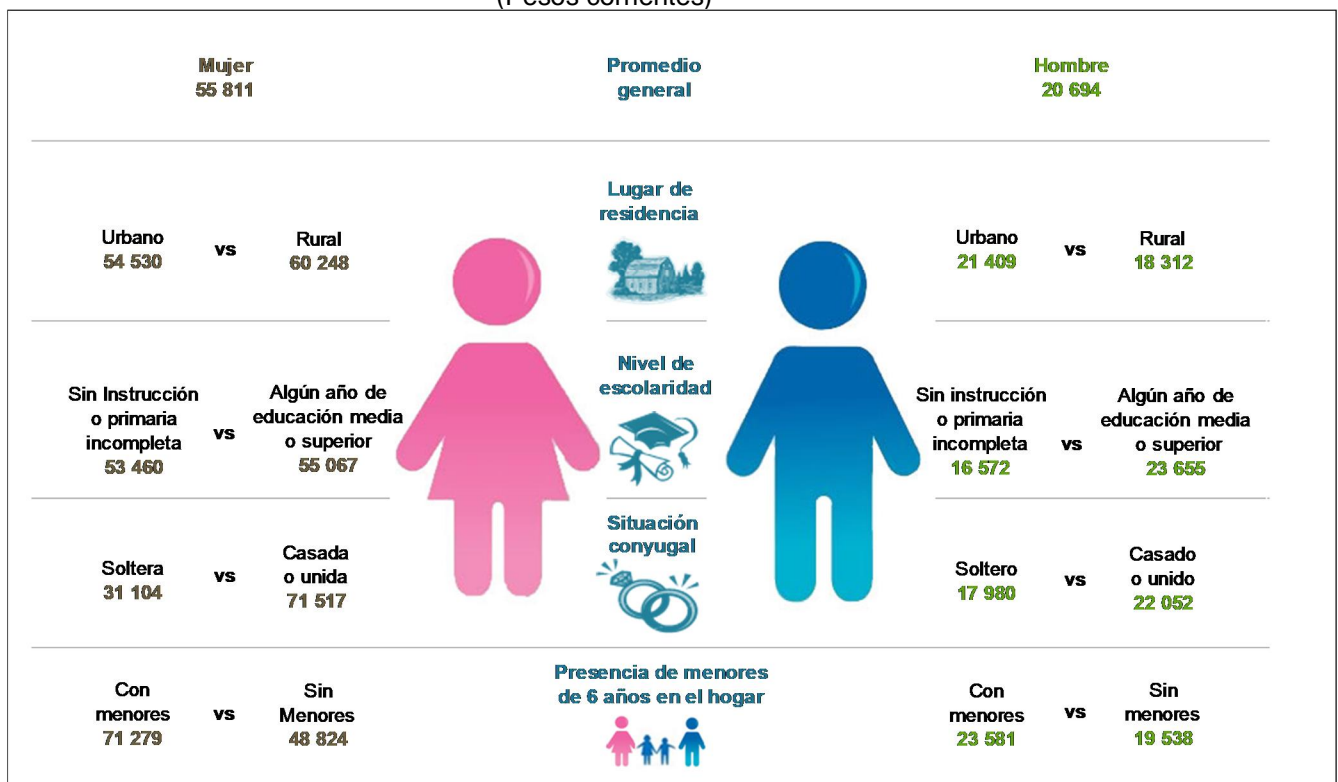 (Pesos corrientes)
Mujer
55 811
Promedio
general
Hombre
20 694
Lugar de
residencia
Urbano
54 530
vs
Rural
60 248
Urbano
21 409
vs
Rural
18 312
Nivel de
escolaridad
Sin Instrucción
o primaria
incompleta
53 460
vs
Algún año de
educación media
o superior
55 067
Sin instrucción
o primaria
incompleta
16 572
vs
Algún año de
educación media
o superior
23 655
Situación
conyugal
Soltera
31 104
vs
Casada
o unida
71 517
Soltero
17 980
vs
Casado
o unido
22 052
Presencia de menores
de 6 años en el hogar
Con
menores
71 279
vs
Sin
Menores
48 824
Con
menores
23 581
vs
Sin
menores
19 538